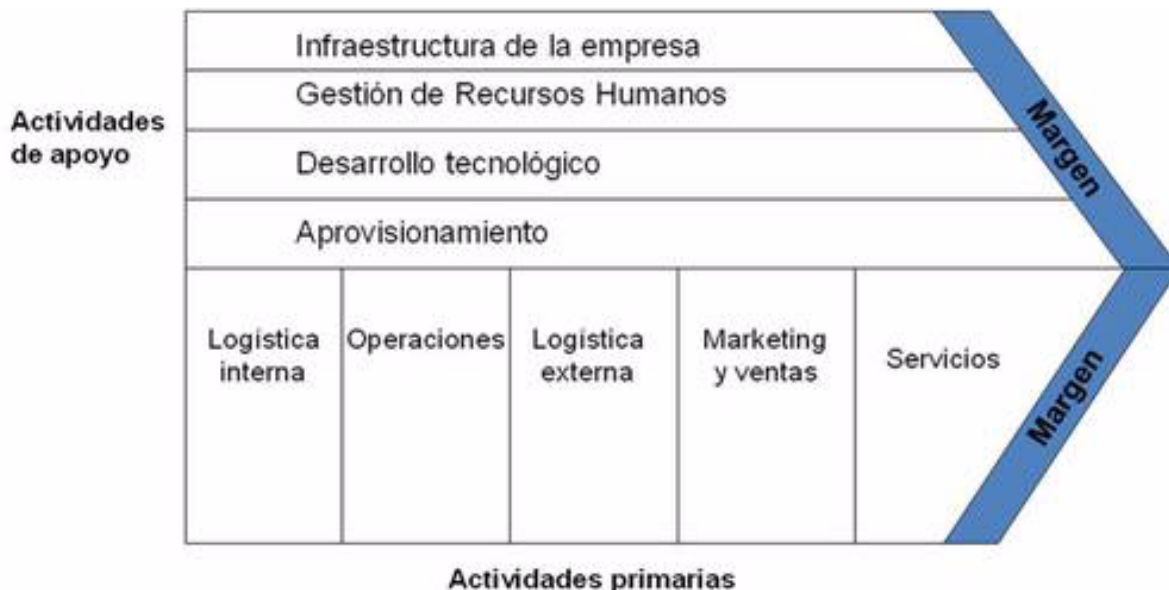 Infraestructura de la empresa
Gestión de Recursos Humanos
Actividades
de apoyo
Desarrollo tecnológico
Aprovisionamiento
Margen
Logística
interna
Operaciones
Logística
externa
Marketing
y ventas
Servicios
Margen
Actividades primarias